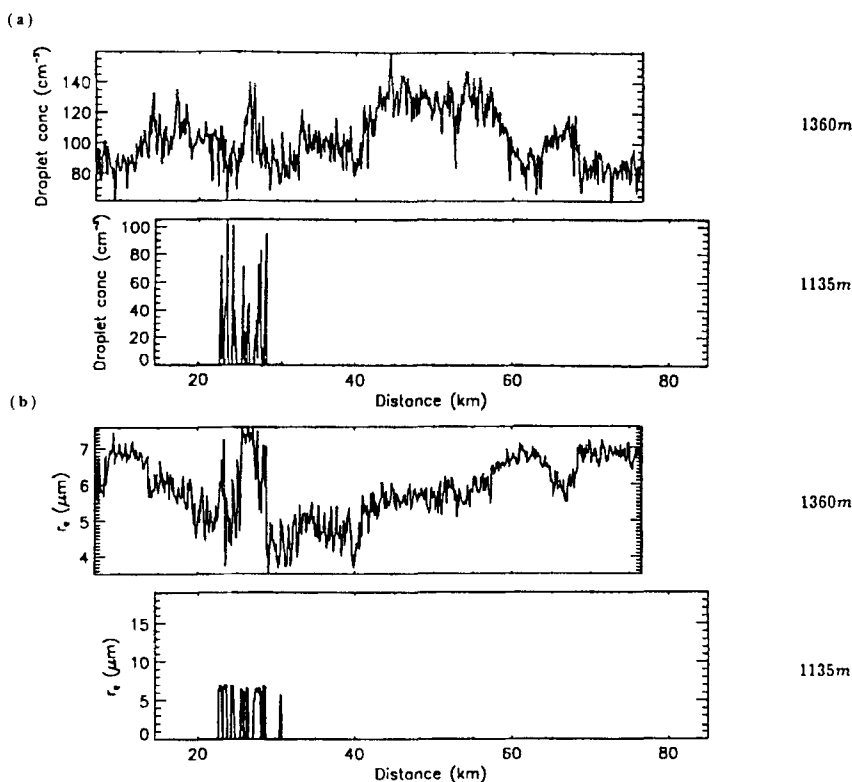 (a)
Droplet conc (cm⁻³)
140
120
100
80
1360m
Droplet conc (cm⁻³)
100
80
60
40
20
0
1135m
20 40 60 80
Distance (km)
(b)
rₑ (μm)
7
6
5
4
1360m
rₑ (μm)
15
10
5
0
1135m
20 40 60 80
Distance (km)